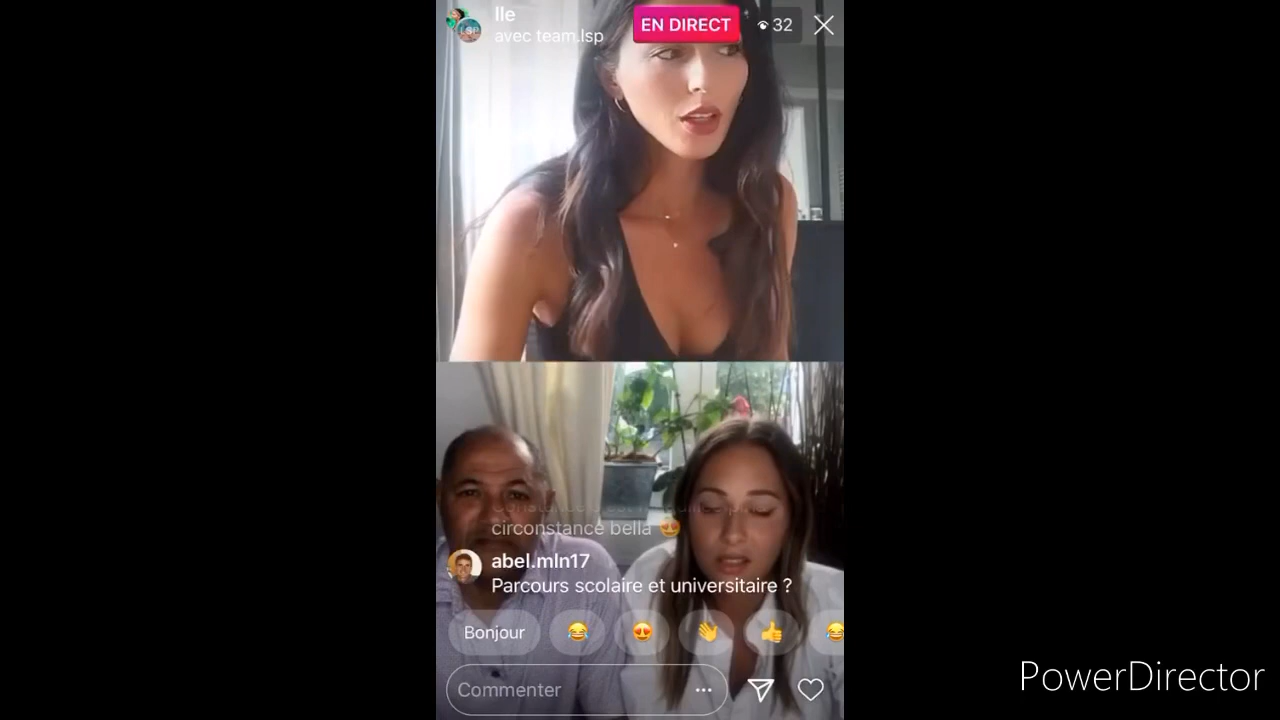 lle
EN DIRECT
32
avec team.lsp
circonstance bella 😍
abel.mln17
Parcours scolaire et universitaire ?
Bonjour 😂 😍 👋 👍 😂
Commenter
PowerDirector